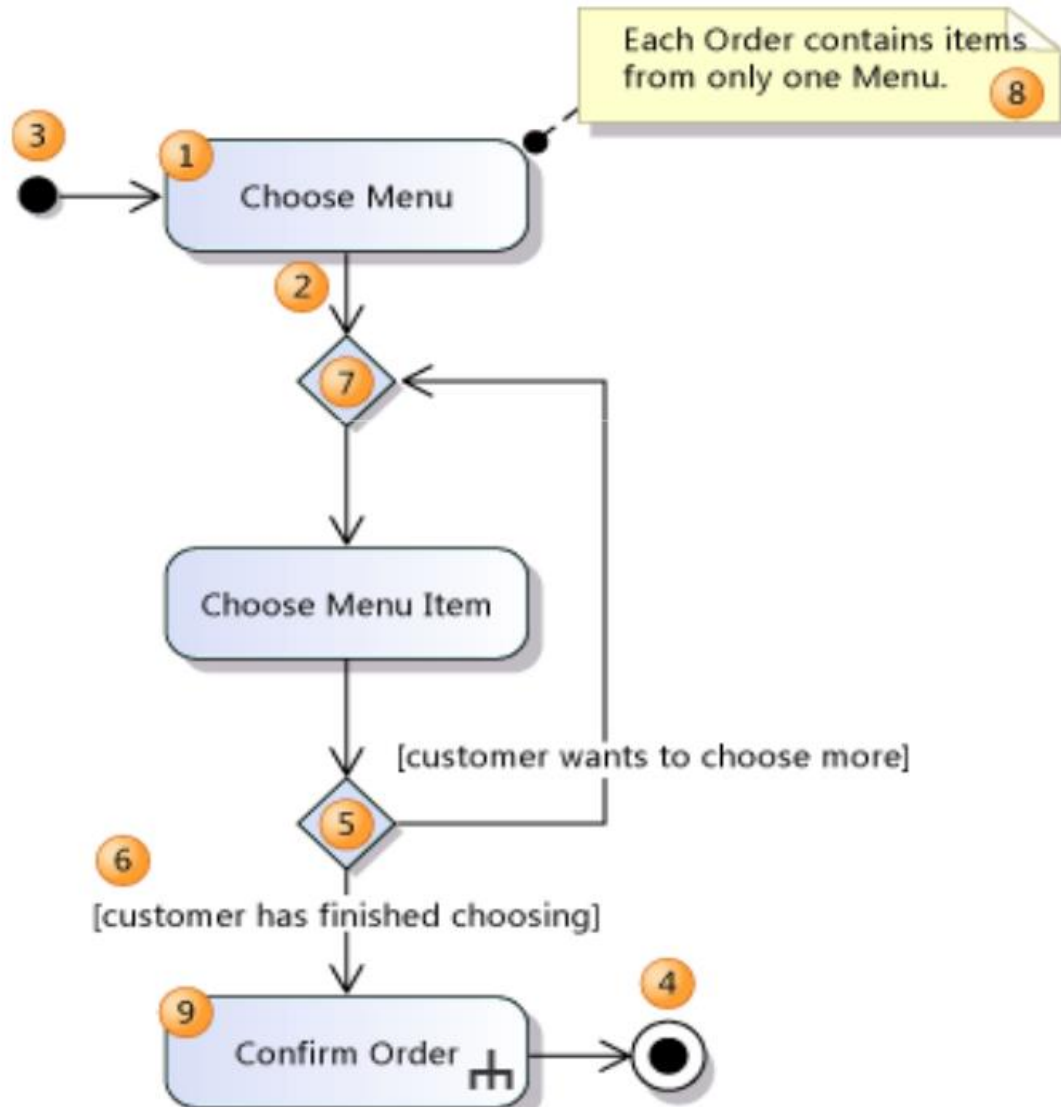 Each Order contains items
from only one Menu.
8
3
1
Choose Menu
2
7
Choose Menu Item
[customer wants to choose more]
5
6
[customer has finished choosing]
4
9
Confirm Order